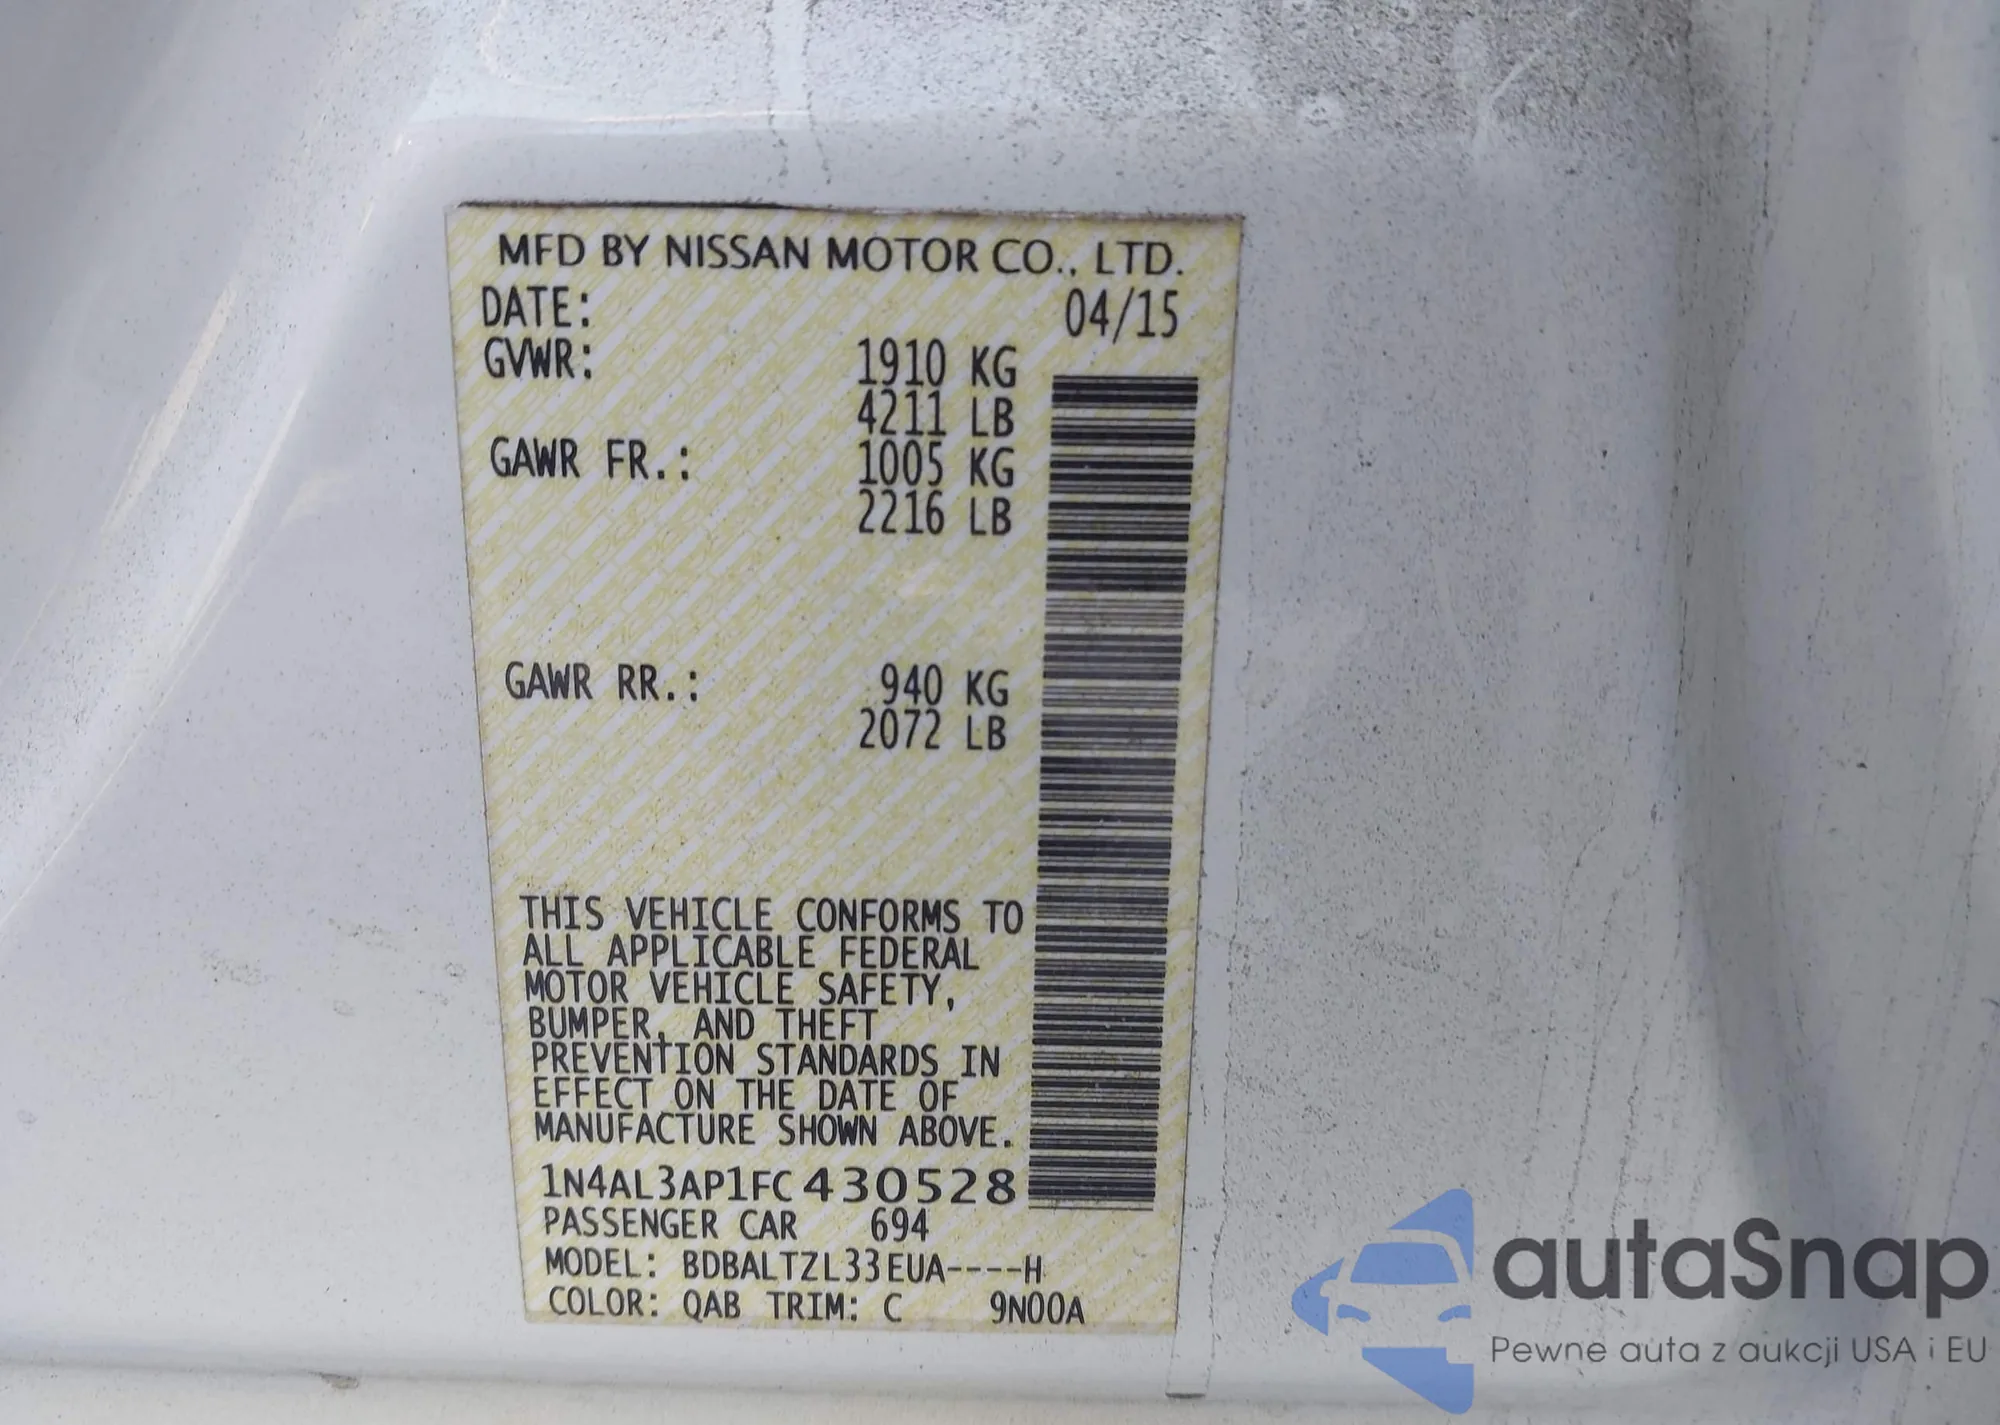 MFD BY NISSAN MOTOR CO., LTD.
DATE: 04/15
GVWR: 1910 KG
4211 LB
GAWR FR.: 1005 KG
2216 LB
GAWR RR.: 940 KG
2072 LB
THIS VEHICLE CONFORMS TO
ALL APPLICABLE FEDERAL
MOTOR VEHICLE SAFETY,
BUMPER, AND THEFT
PREVENTION STANDARDS IN
EFFECT ON THE DATE OF
MANUFACTURE SHOWN ABOVE.
1N4AL3AP1FC430528
PASSENGER CAR 694
MODEL: BDBALTZL33EUA----H
COLOR: QAB TRIM: C 9N00A
autaSnap
Pewne auta z aukcji USA i EU